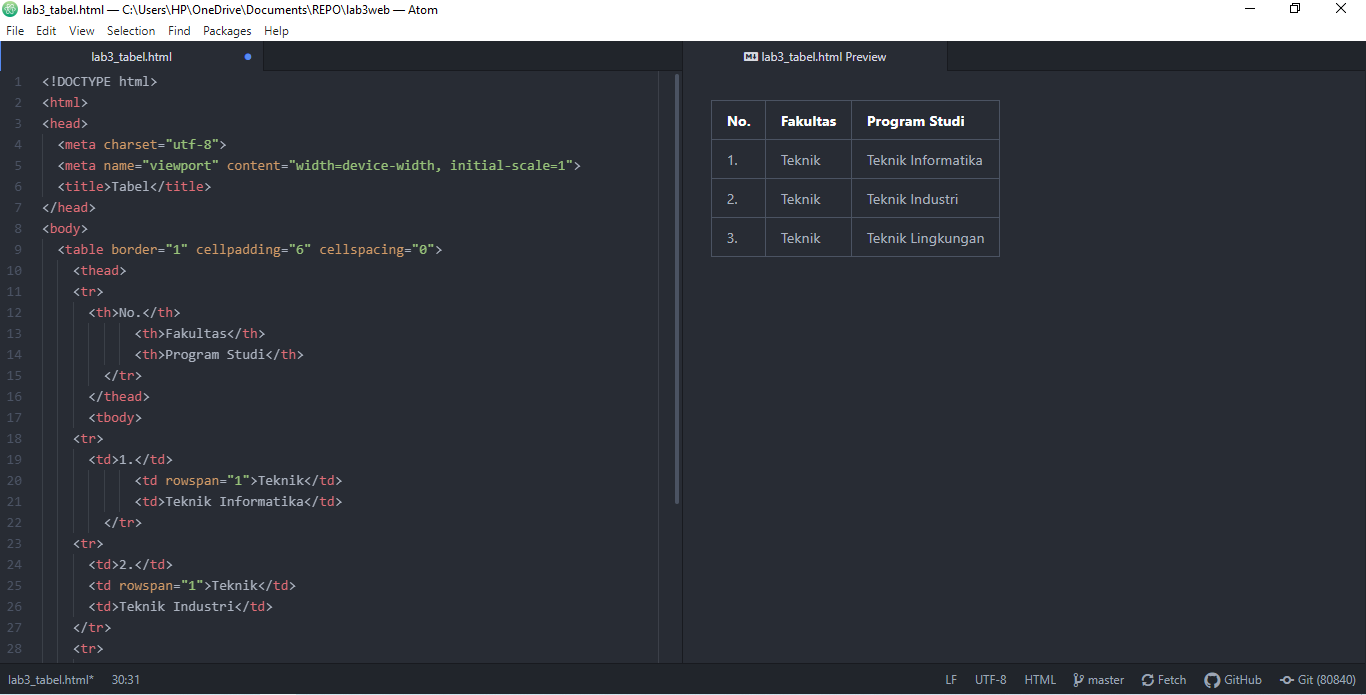 lab3_tabel.html — C:\Users\HP\OneDrive\Documents\REPO\lab3web — Atom
File Edit View Selection Find Packages Help
lab3_tabel.html
lab3_tabel.html Preview
1 <!DOCTYPE html>
2 <html>
3 <head>
4 <meta charset="utf-8">
5 <meta name="viewport" content="width=device-width, initial-scale=1">
6 <title>Tabel</title>
7 </head>
8 <body>
9 <table border="1" cellpadding="6" cellspacing="0">
10 <thead>
11 <tr>
12 <th>No.</th>
13 <th>Fakultas</th>
14 <th>Program Studi</th>
15 </tr>
16 </thead>
17 <tbody>
18 <tr>
19 <td>1.</td>
20 <td rowspan="1">Teknik</td>
21 <td>Teknik Informatika</td>
22 </tr>
23 <tr>
24 <td>2.</td>
25 <td rowspan="1">Teknik</td>
26 <td>Teknik Industri</td>
27 </tr>
28 <tr>
No. Fakultas Program Studi
1. Teknik Teknik Informatika
2. Teknik Teknik Industri
3. Teknik Teknik Lingkungan
lab3_tabel.html* 30:31 LF UTF-8 HTML master Fetch GitHub Git (80840)